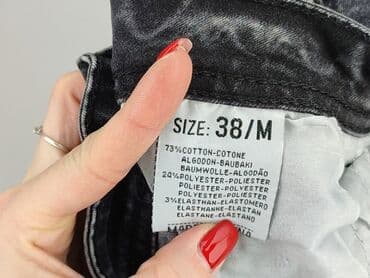 SIZE: 38/M
73% COTTON-COTONE
ALGODON-BAUBAKI
BAUMWOLLE-ALGODÃO
24% POLYESTER-POLIESTER
POLIESTER-POLYESTER
POLYESTER-POLIESTER
3% ELASTHAN-ELASTOMERO
ELASTHANNE-ELASTAN
ELASTANE-ELASTANO